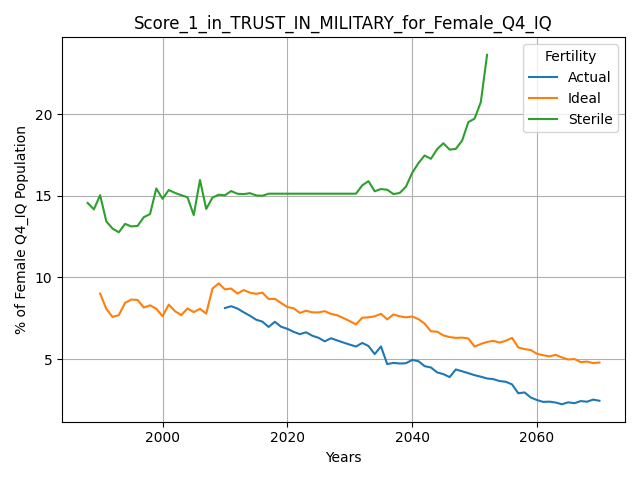 Score_1_in_TRUST_IN_MILITARY_for_Female_Q4_IQ
Fertility
Actual
Ideal
Sterile
% of Female Q4_IQ Population
20
15
10
5
2000
2020
2040
2060
Years